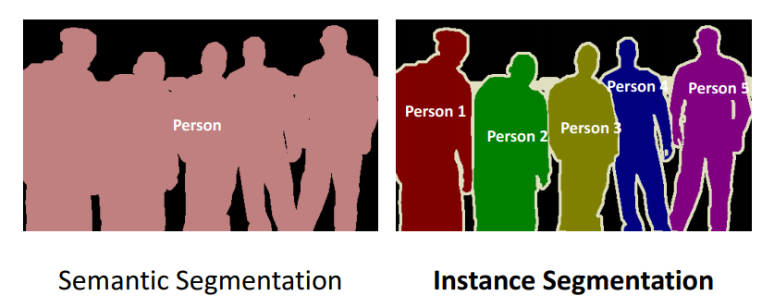 Person
Person 1
Person 2
Person 3
Person 4
Person 5
Semantic Segmentation
Instance Segmentation